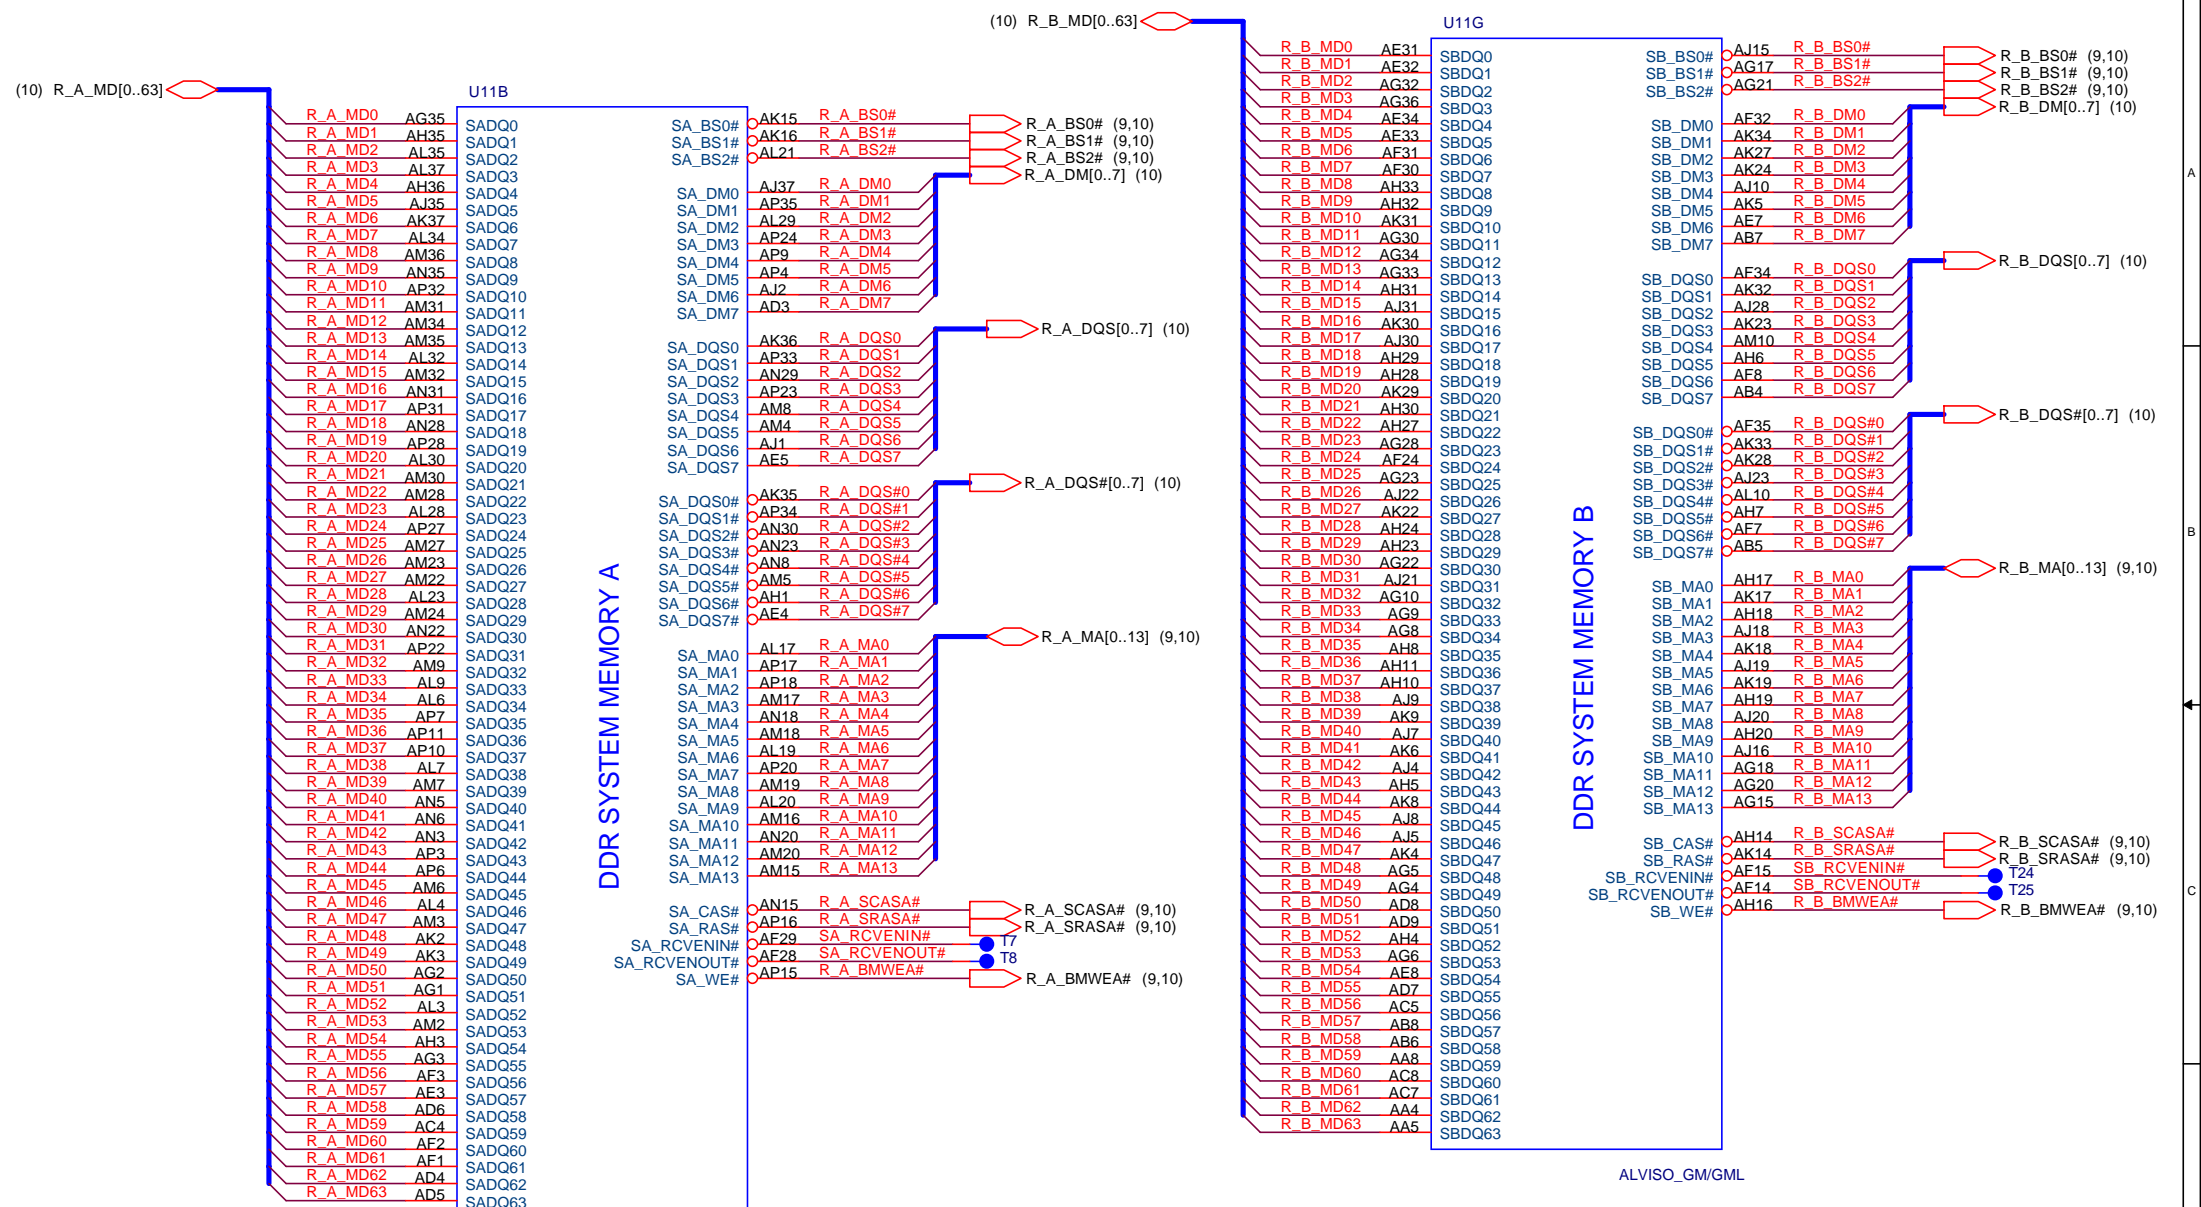 (10) R_A_MD[0..63]
U11B
R_A_MD0 AG35 SADQ0
R_A_MD1 AH35 SADQ1
R_A_MD2 AL35 SADQ2
R_A_MD3 AL37 SADQ3
R_A_MD4 AH36 SADQ4
R_A_MD5 AJ35 SADQ5
R_A_MD6 AK37 SADQ6
R_A_MD7 AL34 SADQ7
R_A_MD8 AM36 SADQ8
R_A_MD9 AN35 SADQ9
R_A_MD10 AP32 SADQ10
R_A_MD11 AM31 SADQ11
R_A_MD12 AM34 SADQ12
R_A_MD13 AM35 SADQ13
R_A_MD14 AL32 SADQ14
R_A_MD15 AM32 SADQ15
R_A_MD16 AN31 SADQ16
R_A_MD17 AP31 SADQ17
R_A_MD18 AN28 SADQ18
R_A_MD19 AP28 SADQ19
R_A_MD20 AL30 SADQ20
R_A_MD21 AM30 SADQ21
R_A_MD22 AM28 SADQ22
R_A_MD23 AL28 SADQ23
R_A_MD24 AP27 SADQ24
R_A_MD25 AM27 SADQ25
R_A_MD26 AM23 SADQ26
R_A_MD27 AM22 SADQ27
R_A_MD28 AL23 SADQ28
R_A_MD29 AM24 SADQ29
R_A_MD30 AN22 SADQ30
R_A_MD31 AP22 SADQ31
R_A_MD32 AM9 SADQ32
R_A_MD33 AL9 SADQ33
R_A_MD34 AL6 SADQ34
R_A_MD35 AP7 SADQ35
R_A_MD36 AP11 SADQ36
R_A_MD37 AP10 SADQ37
R_A_MD38 AL7 SADQ38
R_A_MD39 AM7 SADQ39
R_A_MD40 AN5 SADQ40
R_A_MD41 AN6 SADQ41
R_A_MD42 AN3 SADQ42
R_A_MD43 AP3 SADQ43
R_A_MD44 AP6 SADQ44
R_A_MD45 AM6 SADQ45
R_A_MD46 AL4 SADQ46
R_A_MD47 AM3 SADQ47
R_A_MD48 AK2 SADQ48
R_A_MD49 AK3 SADQ49
R_A_MD50 AG2 SADQ50
R_A_MD51 AG1 SADQ51
R_A_MD52 AL3 SADQ52
R_A_MD53 AM2 SADQ53
R_A_MD54 AH3 SADQ54
R_A_MD55 AG3 SADQ55
R_A_MD56 AF3 SADQ56
R_A_MD57 AE3 SADQ57
R_A_MD58 AD6 SADQ58
R_A_MD59 AC4 SADQ59
R_A_MD60 AF2 SADQ60
R_A_MD61 AF1 SADQ61
R_A_MD62 AD4 SADQ62
R_A_MD63 AD5 SADQ63
DDR SYSTEM MEMORY A
SA_BS0# AK15 R_A_BS0# R_A_BS0# (9,10)
SA_BS1# AK16 R_A_BS1# R_A_BS1# (9,10)
SA_BS2# AL21 R_A_BS2# R_A_BS2# (9,10)
R_A_DM[0..7] (10)
SA_DM0 AJ37 R_A_DM0
SA_DM1 AP35 R_A_DM1
SA_DM2 AL29 R_A_DM2
SA_DM3 AP24 R_A_DM3
SA_DM4 AP9 R_A_DM4
SA_DM5 AP4 R_A_DM5
SA_DM6 AJ2 R_A_DM6
SA_DM7 AD3 R_A_DM7
R_A_DQS[0..7] (10)
SA_DQS0 AK36 R_A_DQS0
SA_DQS1 AP33 R_A_DQS1
SA_DQS2 AN29 R_A_DQS2
SA_DQS3 AP23 R_A_DQS3
SA_DQS4 AM8 R_A_DQS4
SA_DQS5 AM4 R_A_DQS5
SA_DQS6 AJ1 R_A_DQS6
SA_DQS7 AE5 R_A_DQS7
R_A_DQS#[0..7] (10)
SA_DQS0# AK35 R_A_DQS#0
SA_DQS1# AP34 R_A_DQS#1
SA_DQS2# AN30 R_A_DQS#2
SA_DQS3# AN23 R_A_DQS#3
SA_DQS4# AN8 R_A_DQS#4
SA_DQS5# AM5 R_A_DQS#5
SA_DQS6# AH1 R_A_DQS#6
SA_DQS7# AE4 R_A_DQS#7
R_A_MA[0..13] (9,10)
SA_MA0 AL17 R_A_MA0
SA_MA1 AP17 R_A_MA1
SA_MA2 AP18 R_A_MA2
SA_MA3 AM17 R_A_MA3
SA_MA4 AN18 R_A_MA4
SA_MA5 AM18 R_A_MA5
SA_MA6 AL19 R_A_MA6
SA_MA7 AP20 R_A_MA7
SA_MA8 AM19 R_A_MA8
SA_MA9 AL20 R_A_MA9
SA_MA10 AM16 R_A_MA10
SA_MA11 AN20 R_A_MA11
SA_MA12 AM20 R_A_MA12
SA_MA13 AM15 R_A_MA13
SA_CAS# AN15 R_A_SCASA# R_A_SCASA# (9,10)
SA_RAS# AP16 R_A_SRASA# R_A_SRASA# (9,10)
SA_RCVENIN# AF29 SA_RCVENIN# T7
SA_RCVENOUT# AF28 SA_RCVENOUT# T8
SA_WE# AP15 R_A_BMWEA# R_A_BMWEA# (9,10)
(10) R_B_MD[0..63]
U11G
R_B_MD0 AE31 SBDQ0
R_B_MD1 AE32 SBDQ1
R_B_MD2 AG32 SBDQ2
R_B_MD3 AG36 SBDQ3
R_B_MD4 AE34 SBDQ4
R_B_MD5 AE33 SBDQ5
R_B_MD6 AF31 SBDQ6
R_B_MD7 AF30 SBDQ7
R_B_MD8 AH33 SBDQ8
R_B_MD9 AH32 SBDQ9
R_B_MD10 AK31 SBDQ10
R_B_MD11 AG30 SBDQ11
R_B_MD12 AG34 SBDQ12
R_B_MD13 AG33 SBDQ13
R_B_MD14 AH31 SBDQ14
R_B_MD15 AJ31 SBDQ15
R_B_MD16 AK30 SBDQ16
R_B_MD17 AJ30 SBDQ17
R_B_MD18 AH29 SBDQ18
R_B_MD19 AH28 SBDQ19
R_B_MD20 AK29 SBDQ20
R_B_MD21 AH30 SBDQ21
R_B_MD22 AH27 SBDQ22
R_B_MD23 AG28 SBDQ23
R_B_MD24 AF24 SBDQ24
R_B_MD25 AG23 SBDQ25
R_B_MD26 AJ22 SBDQ26
R_B_MD27 AK22 SBDQ27
R_B_MD28 AH24 SBDQ28
R_B_MD29 AH23 SBDQ29
R_B_MD30 AG22 SBDQ30
R_B_MD31 AJ21 SBDQ31
R_B_MD32 AG10 SBDQ32
R_B_MD33 AG9 SBDQ33
R_B_MD34 AG8 SBDQ34
R_B_MD35 AH8 SBDQ35
R_B_MD36 AH11 SBDQ36
R_B_MD37 AH10 SBDQ37
R_B_MD38 AJ9 SBDQ38
R_B_MD39 AK9 SBDQ39
R_B_MD40 AJ7 SBDQ40
R_B_MD41 AK6 SBDQ41
R_B_MD42 AJ4 SBDQ42
R_B_MD43 AH5 SBDQ43
R_B_MD44 AK8 SBDQ44
R_B_MD45 AJ8 SBDQ45
R_B_MD46 AJ5 SBDQ46
R_B_MD47 AK4 SBDQ47
R_B_MD48 AG5 SBDQ48
R_B_MD49 AG4 SBDQ49
R_B_MD50 AD8 SBDQ50
R_B_MD51 AD9 SBDQ51
R_B_MD52 AH4 SBDQ52
R_B_MD53 AG6 SBDQ53
R_B_MD54 AE8 SBDQ54
R_B_MD55 AD7 SBDQ55
R_B_MD56 AC5 SBDQ56
R_B_MD57 AB8 SBDQ57
R_B_MD58 AB6 SBDQ58
R_B_MD59 AA8 SBDQ59
R_B_MD60 AC8 SBDQ60
R_B_MD61 AC7 SBDQ61
R_B_MD62 AA4 SBDQ62
R_B_MD63 AA5 SBDQ63
DDR SYSTEM MEMORY B
SB_BS0# AJ15 R_B_BS0# R_B_BS0# (9,10)
SB_BS1# AG17 R_B_BS1# R_B_BS1# (9,10)
SB_BS2# AG21 R_B_BS2# R_B_BS2# (9,10)
R_B_DM[0..7] (10)
SB_DM0 AF32 R_B_DM0
SB_DM1 AK34 R_B_DM1
SB_DM2 AK27 R_B_DM2
SB_DM3 AK24 R_B_DM3
SB_DM4 AJ10 R_B_DM4
SB_DM5 AK5 R_B_DM5
SB_DM6 AE7 R_B_DM6
SB_DM7 AB7 R_B_DM7
R_B_DQS[0..7] (10)
SB_DQS0 AF34 R_B_DQS0
SB_DQS1 AK32 R_B_DQS1
SB_DQS2 AJ28 R_B_DQS2
SB_DQS3 AK23 R_B_DQS3
SB_DQS4 AM10 R_B_DQS4
SB_DQS5 AH6 R_B_DQS5
SB_DQS6 AF8 R_B_DQS6
SB_DQS7 AB4 R_B_DQS7
R_B_DQS#[0..7] (10)
SB_DQS0# AF35 R_B_DQS#0
SB_DQS1# AK33 R_B_DQS#1
SB_DQS2# AK28 R_B_DQS#2
SB_DQS3# AJ23 R_B_DQS#3
SB_DQS4# AL10 R_B_DQS#4
SB_DQS5# AH7 R_B_DQS#5
SB_DQS6# AF7 R_B_DQS#6
SB_DQS7# AB5 R_B_DQS#7
R_B_MA[0..13] (9,10)
SB_MA0 AH17 R_B_MA0
SB_MA1 AK17 R_B_MA1
SB_MA2 AH18 R_B_MA2
SB_MA3 AJ18 R_B_MA3
SB_MA4 AK18 R_B_MA4
SB_MA5 AJ19 R_B_MA5
SB_MA6 AK19 R_B_MA6
SB_MA7 AH19 R_B_MA7
SB_MA8 AJ20 R_B_MA8
SB_MA9 AH20 R_B_MA9
SB_MA10 AJ16 R_B_MA10
SB_MA11 AG18 R_B_MA11
SB_MA12 AG20 R_B_MA12
SB_MA13 AG15 R_B_MA13
SB_CAS# AH14 R_B_SCASA# R_B_SCASA# (9,10)
SB_RAS# AK14 R_B_SRASA# R_B_SRASA# (9,10)
SB_RCVENIN# AF15 SB_RCVENIN# T24
SB_RCVENOUT# AF14 SB_RCVENOUT# T25
SB_WE# AH16 R_B_BMWEA# R_B_BMWEA# (9,10)
ALVISO_GM/GML
A
B
C